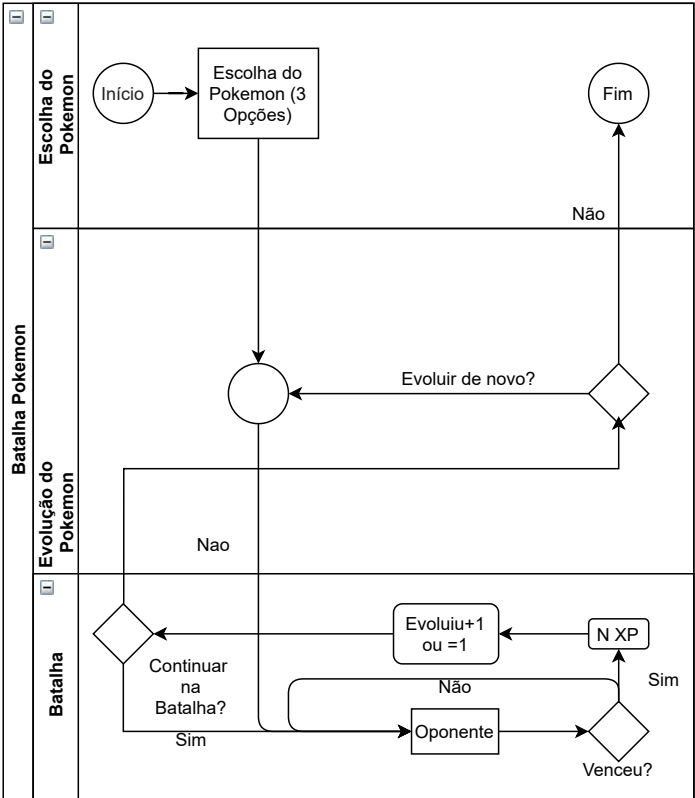 Batalha Pokemon
Escolha do
Pokemon
Início
Escolha do
Pokemon (3
Opções)
Fim
Não
Evolução do
Pokemon
Evoluir de novo?
Nao
Batalha
Evoluiu+1
ou =1
N XP
Continuar
na
Batalha?
Sim
Não
Sim
Oponente
Venceu?